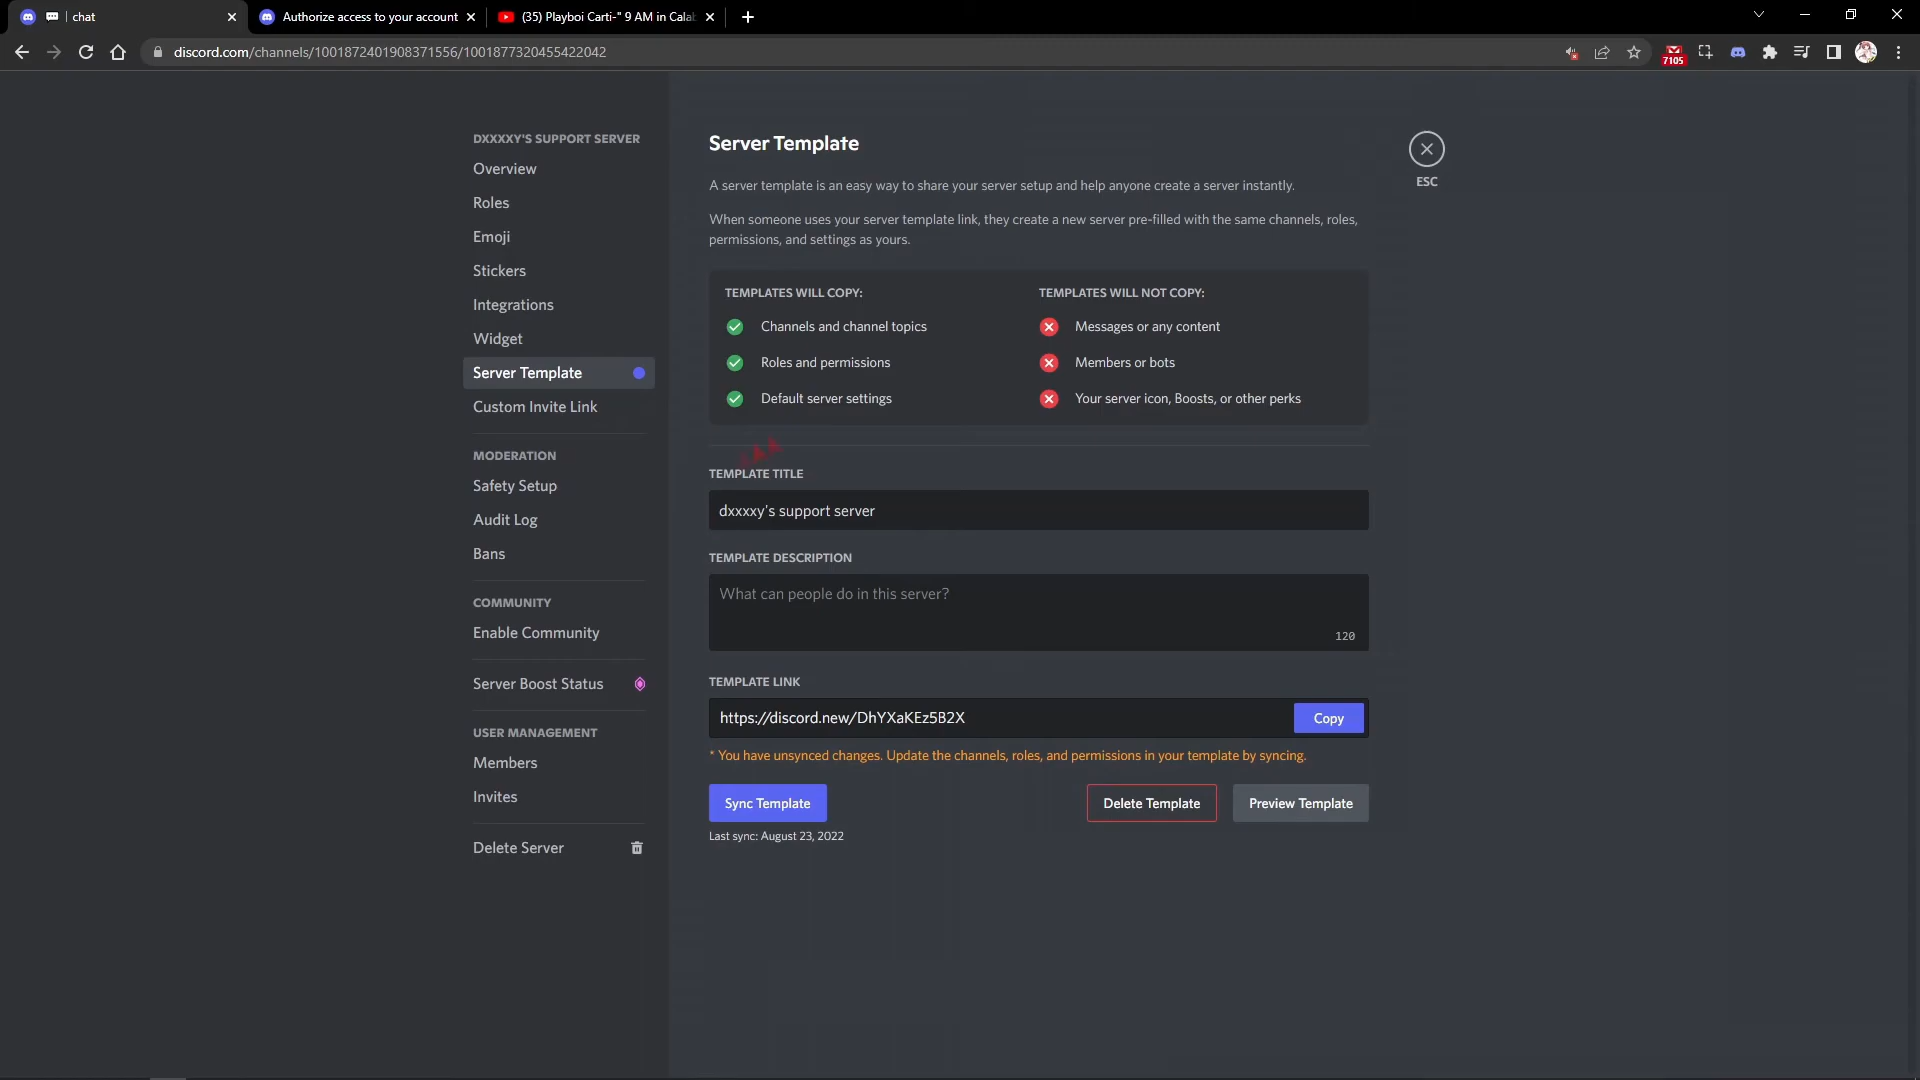 chat
Authorize access to your account
(35) Playboi Carti-" 9 AM in Calab
discord.com/channels/1001872401908371556/1001877320455422042
7105
DXXXXY'S SUPPORT SERVER
Overview
Roles
Emoji
Stickers
Integrations
Widget
Server Template
Custom Invite Link
MODERATION
Safety Setup
Audit Log
Bans
COMMUNITY
Enable Community
Server Boost Status
USER MANAGEMENT
Members
Invites
Delete Server
Server Template
ESC
A server template is an easy way to share your server setup and help anyone create a server instantly.
When someone uses your server template link, they create a new server pre-filled with the same channels, roles,
permissions, and settings as yours.
TEMPLATES WILL COPY:
Channels and channel topics
Roles and permissions
Default server settings
TEMPLATES WILL NOT COPY:
Messages or any content
Members or bots
Your server icon, Boosts, or other perks
TEMPLATE TITLE
dxxxxy's support server
TEMPLATE DESCRIPTION
What can people do in this server?
120
TEMPLATE LINK
https://discord.new/DhYXaKEz5B2X
Copy
* You have unsynced changes. Update the channels, roles, and permissions in your template by syncing.
Sync Template
Delete Template
Preview Template
Last sync: August 23, 2022